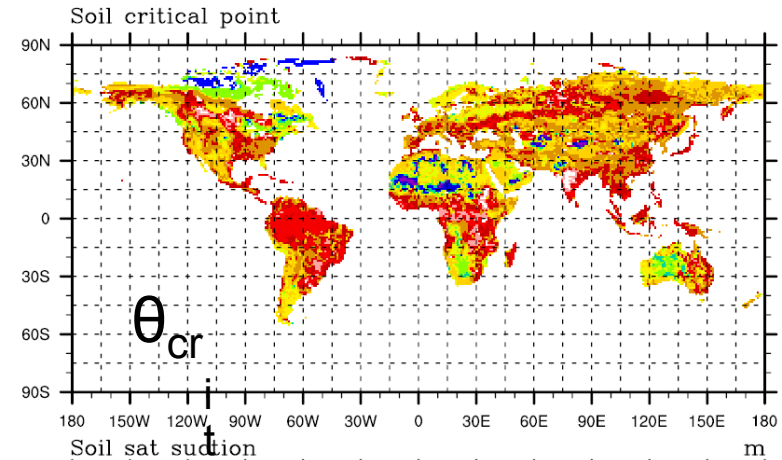 Soil critical point
90N
60N
30N
0
30S
60S
90S
θcrit
180 150W 120W 90W 60W 30W 0 30E 60E 90E 120E 150E 180
Soil sat suction m